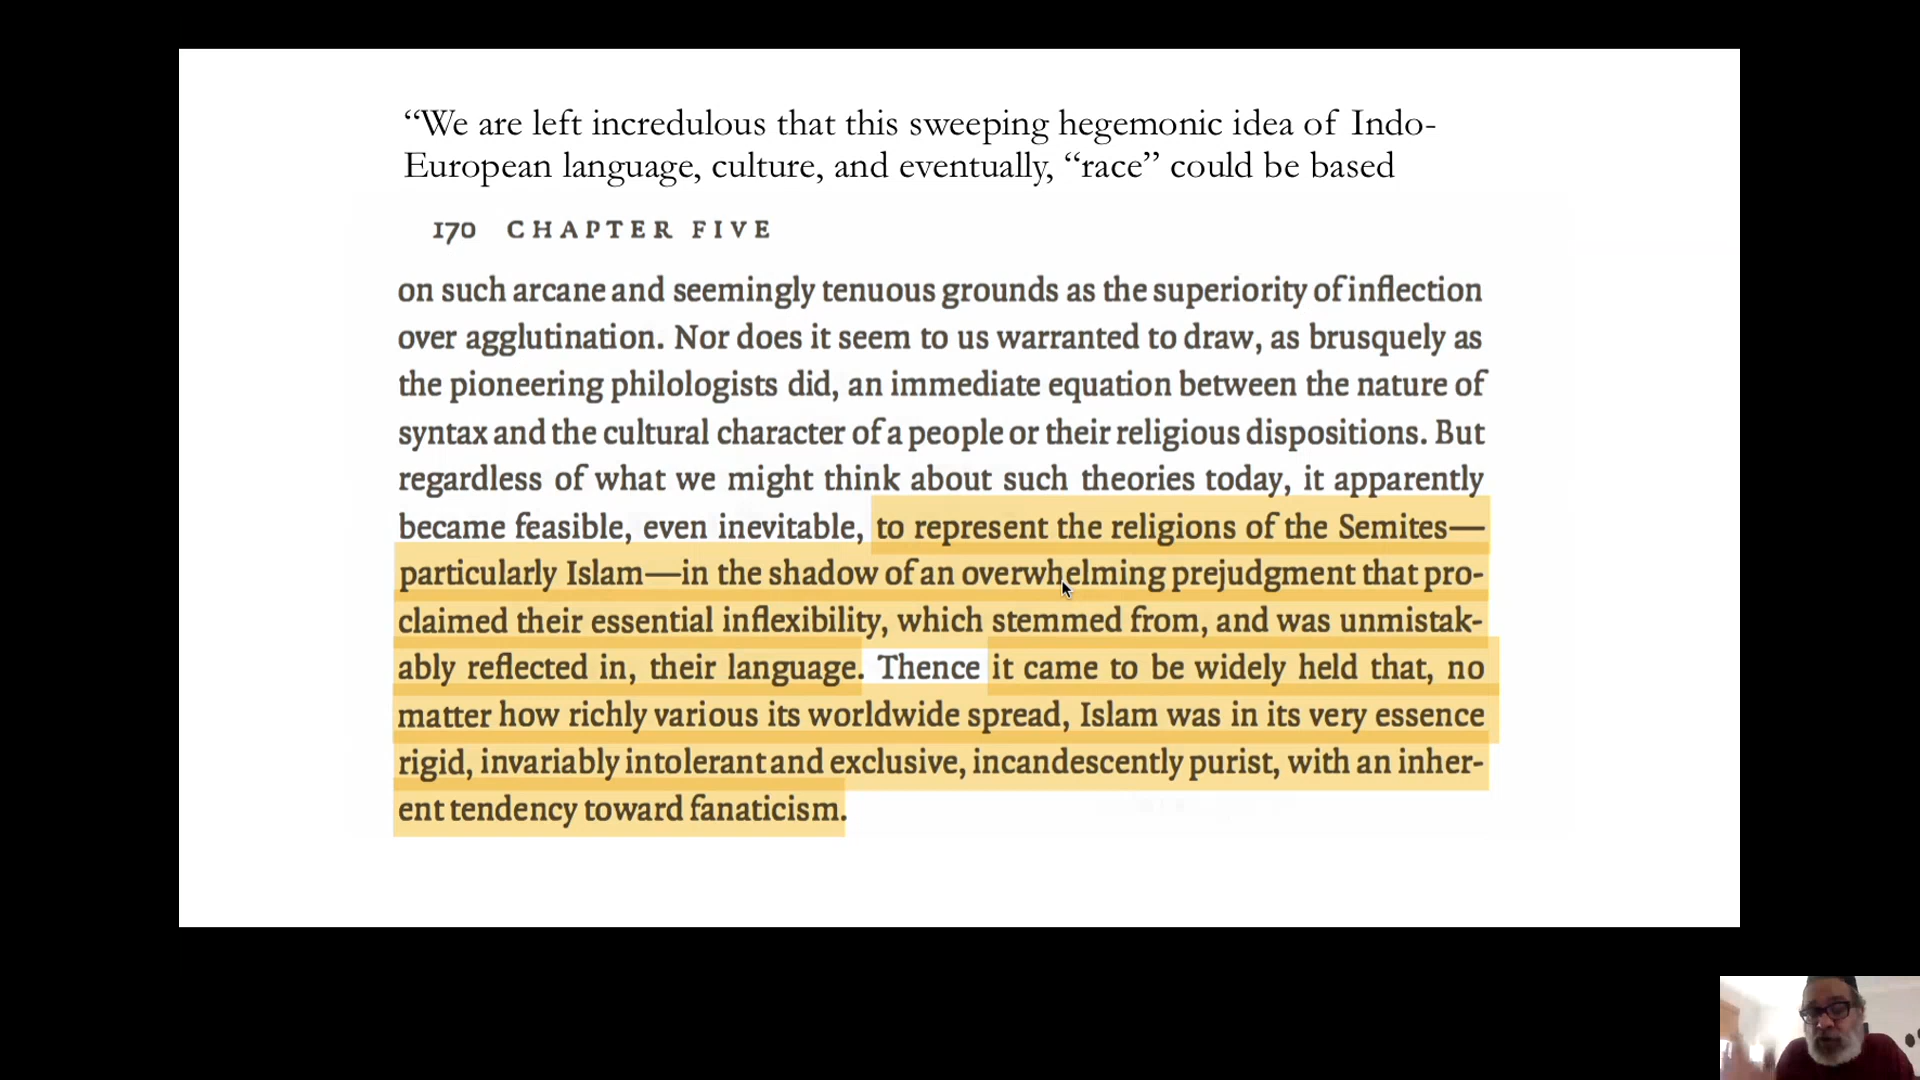 “We are left incredulous that this sweeping hegemonic idea of Indo-
European language, culture, and eventually, “race” could be based
170 CHAPTER FIVE
on such arcane and seemingly tenuous grounds as the superiority of inflection
over agglutination. Nor does it seem to us warranted to draw, as brusquely as
the pioneering philologists did, an immediate equation between the nature of
syntax and the cultural character of a people or their religious dispositions. But
regardless of what we might think about such theories today, it apparently
became feasible, even inevitable, to represent the religions of the Semites—
particularly Islam—in the shadow of an overwhelming prejudgment that pro-
claimed their essential inflexibility, which stemmed from, and was unmistak-
ably reflected in, their language. Thence it came to be widely held that, no
matter how richly various its worldwide spread, Islam was in its very essence
rigid, invariably intolerant and exclusive, incandescently purist, with an inher-
ent tendency toward fanaticism.